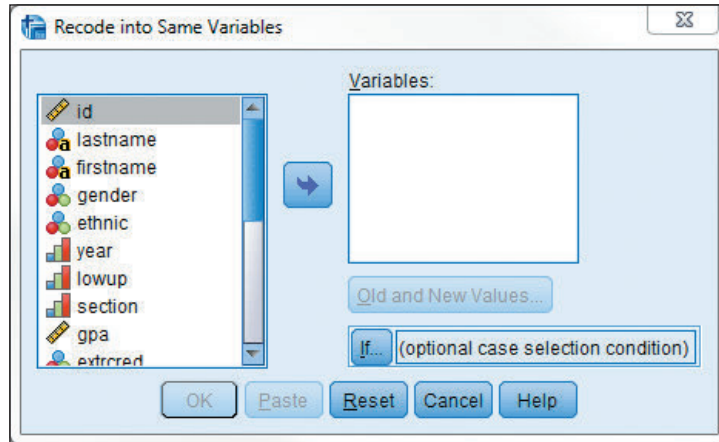 Recode into Same Variables
Variables:
id
lastname
firstname
gender
ethnic
year
lowup
section
gpa
extrcred
Old and New Values...
If... (optional case selection condition)
OK Paste Reset Cancel Help